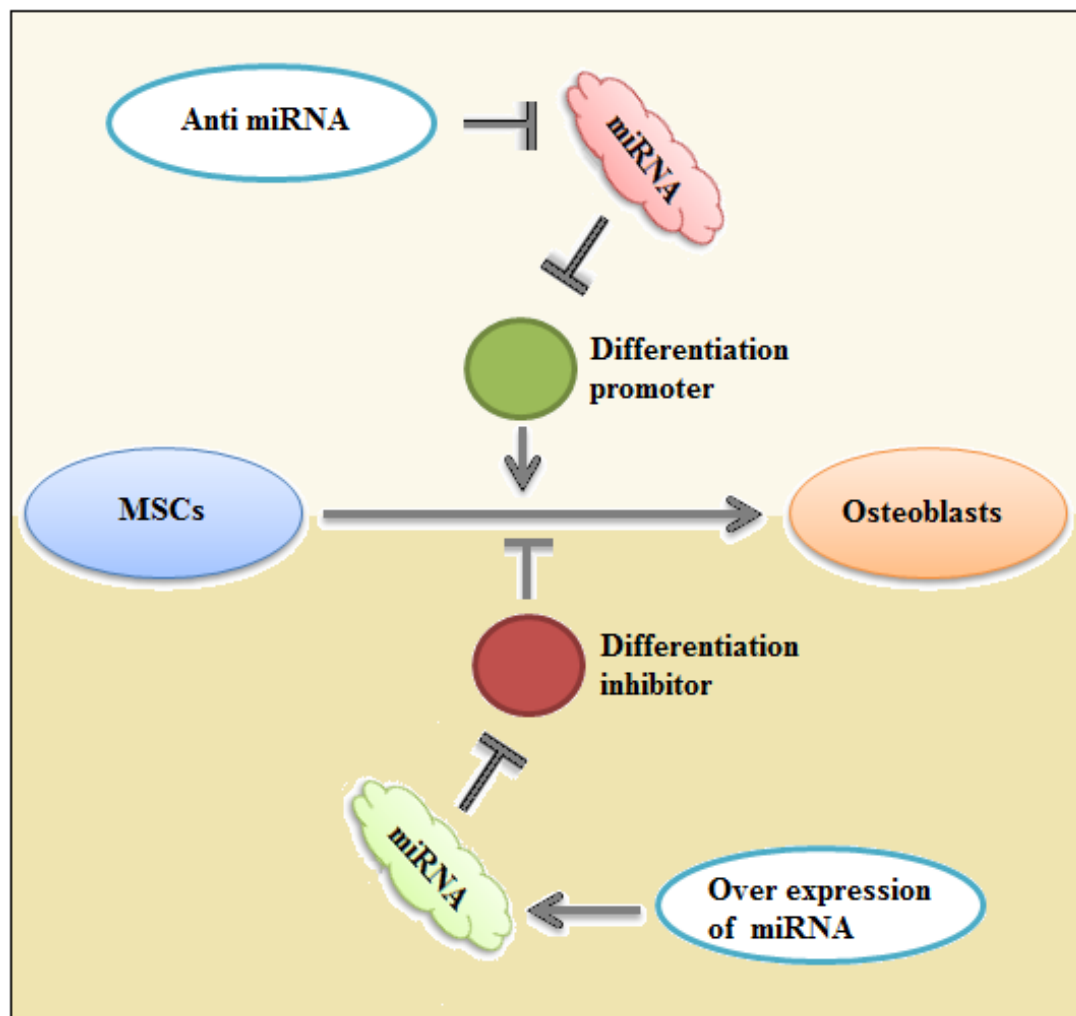 Anti miRNA
miRNA
Differentiation
promoter
MSCs
Osteoblasts
Differentiation
inhibitor
miRNA
Over expression
of miRNA